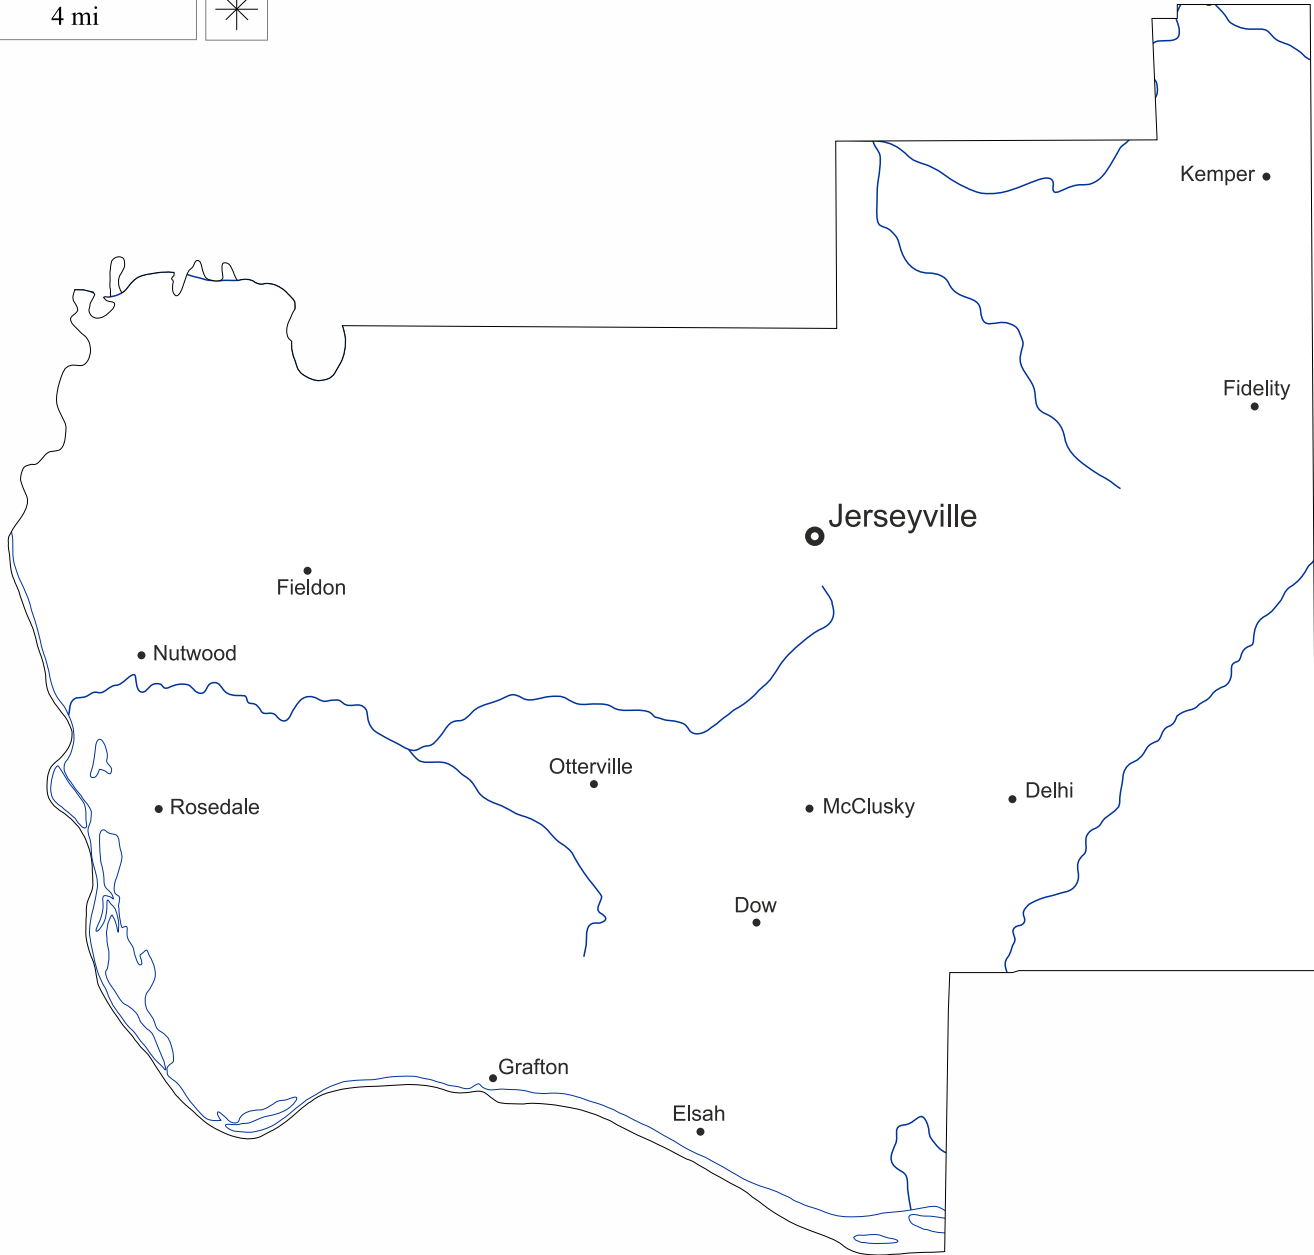 4 mi
Kemper
Fidelity
Jerseyville
Fieldon
Nutwood
Otterville
Delhi
Rosedale
McClusky
Dow
Grafton
Elsah